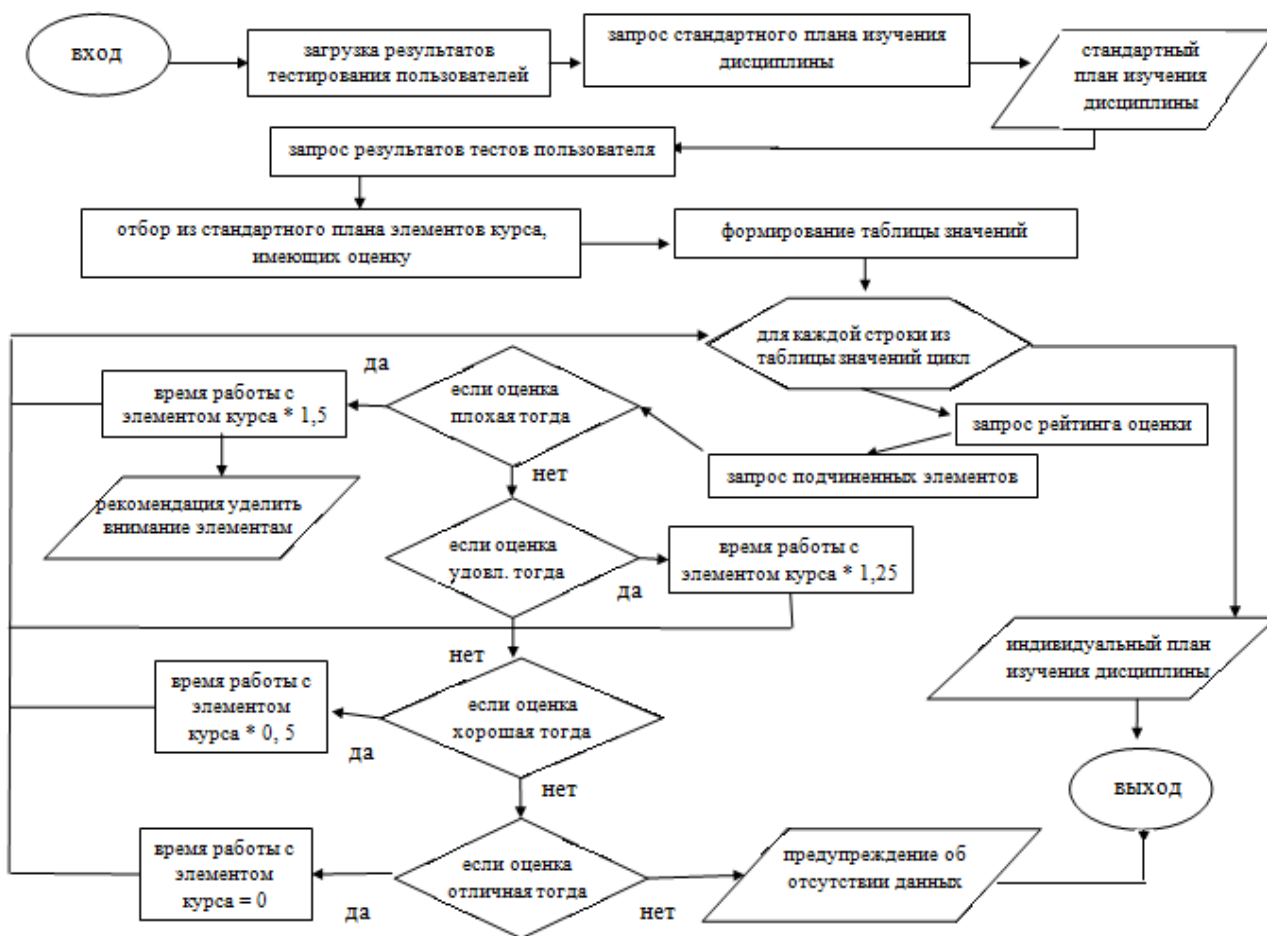 вход
загрузка результатов
тестирования пользователей
запрос стандартного плана изучения
дисциплины
стандартный
план изучения
дисциплины
запрос результатов тестов пользователя
отбор из стандартного плана элементов курса,
имеющих оценку
формирование таблицы значений
для каждой строки из
таблицы значений цикл
да
время работы с
элементом курса * 1,5
если оценка
плохая тогда
запрос рейтинга оценки
запрос подчиненных элементов
нет
рекомендация уделить
внимание элементам
если оценка
удовл. тогда
да
время работы с
элементом курса * 1,25
нет
индивидуальный план
изучения дисциплины
время работы с
элементом
курса * 0, 5
да
если оценка
хорошая тогда
нет
выход
время работы с
элементом
курса = 0
да
если оценка
отличная тогда
нет
предупреждение об
отсутствии данных